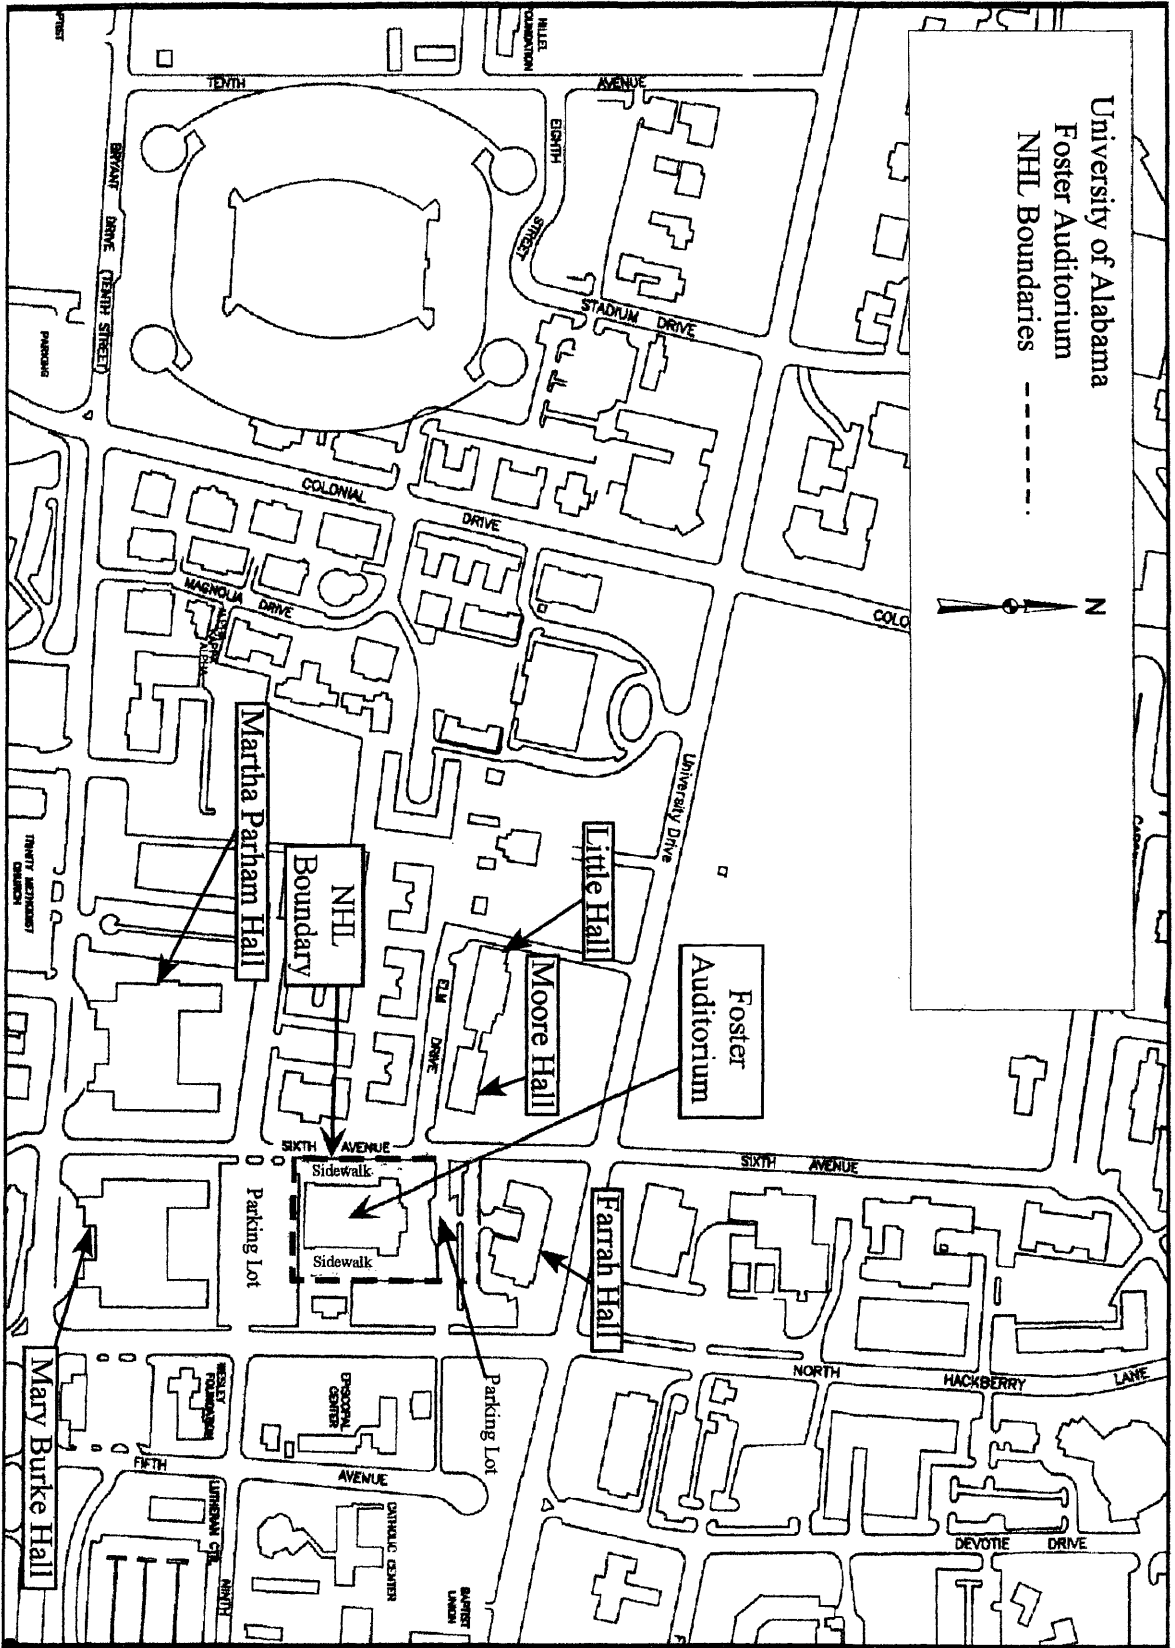 University of Alabama
Foster Auditorium
NHL Boundaries
N
HILLEL
FOUNDATION
TENTH
AVENUE
EIGHTH
STREET
BRYANT DRIVE (TENTH STREET)
PARKING
STADIUM DRIVE
COLONIAL
DRIVE
COLO
MAGNOLIA
DRIVE
KAPPA
ALPHA
University Drive
TRINITY METHODIST
CHURCH
Martha Parham Hall
NHL
Boundary
Little Hall
Moore Hall
Foster
Auditorium
ELM DRIVE
SIXTH AVENUE
SIXTH AVENUE
Sidewalk
Sidewalk
Parking Lot
Farrah Hall
Parking Lot
Mary Burke Hall
NORTH
HACKBERRY
LANE
WESLEY
FOUNDATION
EPISCOPAL
CENTER
FIFTH
AVENUE
LUTHERAN CTR.
NINTH
CATHOLIC CENTER
BAPTIST
UNION
DEVOTIE DRIVE